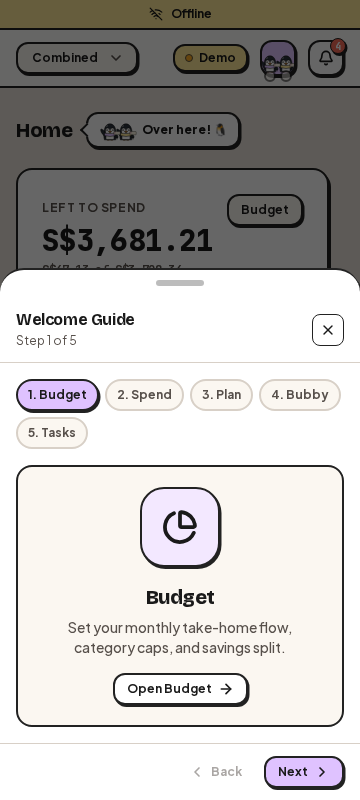 Offline
Combined
Demo
4
Home
Over here!
LEFT TO SPEND
Budget
S$3,681.21
Welcome Guide
Step 1 of 5
1. Budget
2. Spend
3. Plan
4. Bubby
5. Tasks
Budget
Set your monthly take-home flow,
category caps, and savings split.
Open Budget
Back
Next